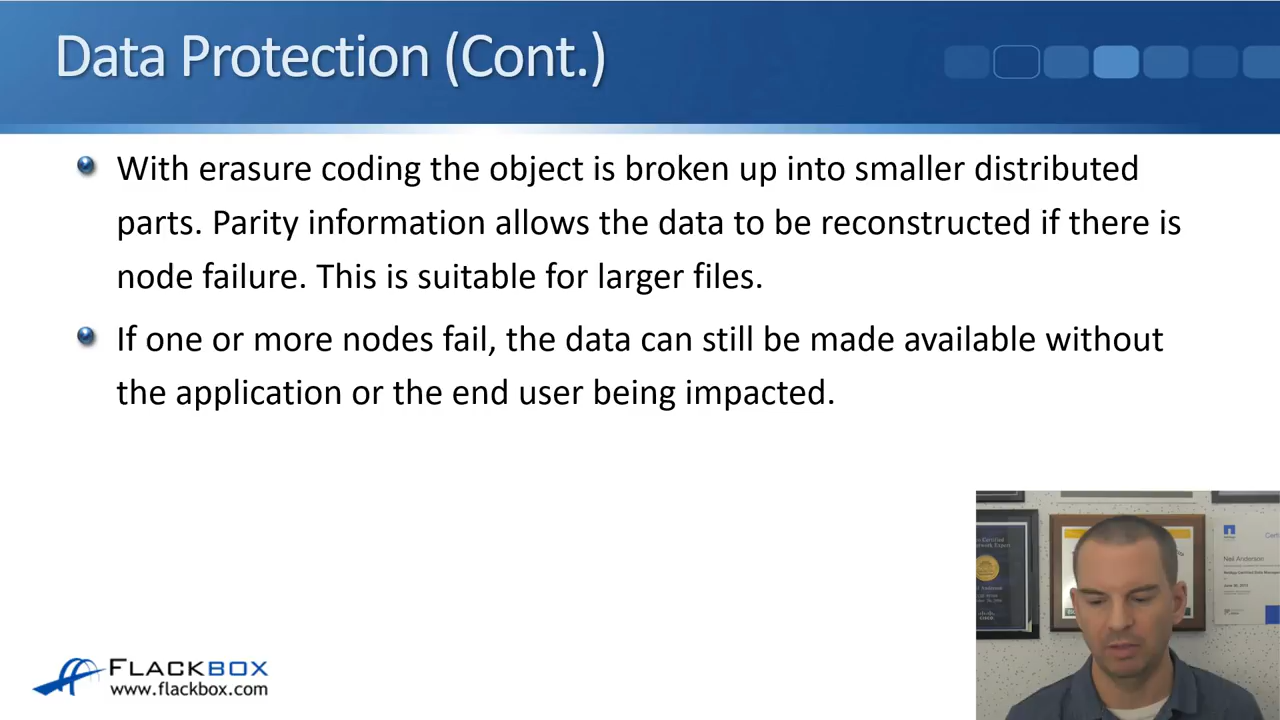 Data Protection (Cont.)
With erasure coding the object is broken up into smaller distributed
parts. Parity information allows the data to be reconstructed if there is
node failure. This is suitable for larger files.
If one or more nodes fail, the data can still be made available without
the application or the end user being impacted.
Neil Anderson
FLACKBOX
www.flackbox.com